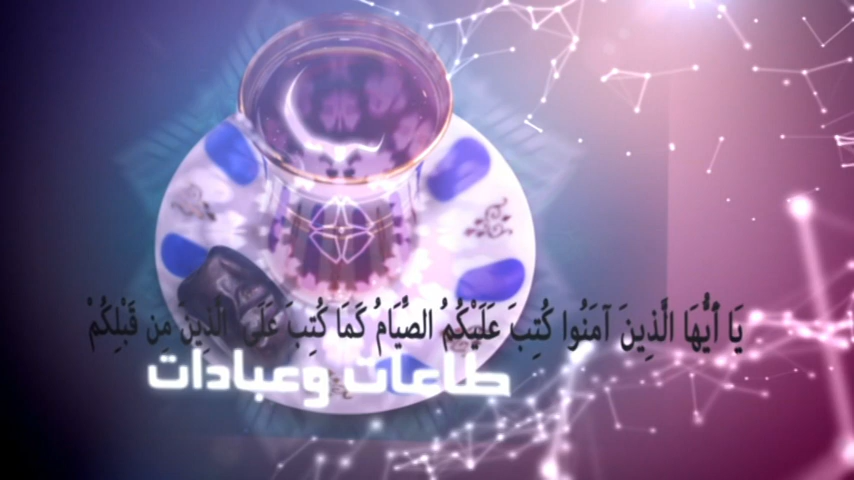 يَا أَيُّهَا الَّذِينَ آمَنُوا كُتِبَ عَلَيْكُمُ الصِّيَامُ كَمَا كُتِبَ عَلَى الَّذِينَ مِن قَبْلِكُمْ
طاعات وعبادات